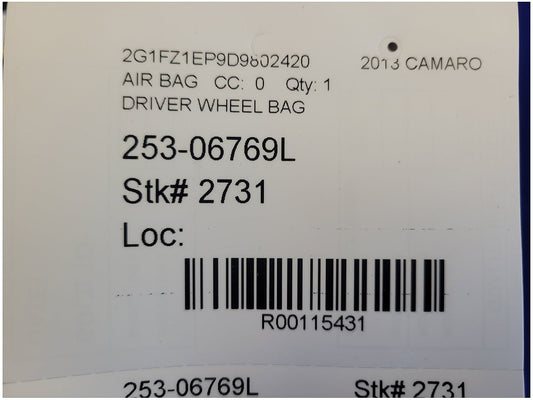 2G1FZ1EP9D9802420 2013 CAMARO
AIR BAG CC: 0 Qty: 1
DRIVER WHEEL BAG
253-06769L
Stk# 2731
Loc:
R00115431
253-06769L Stk# 2731